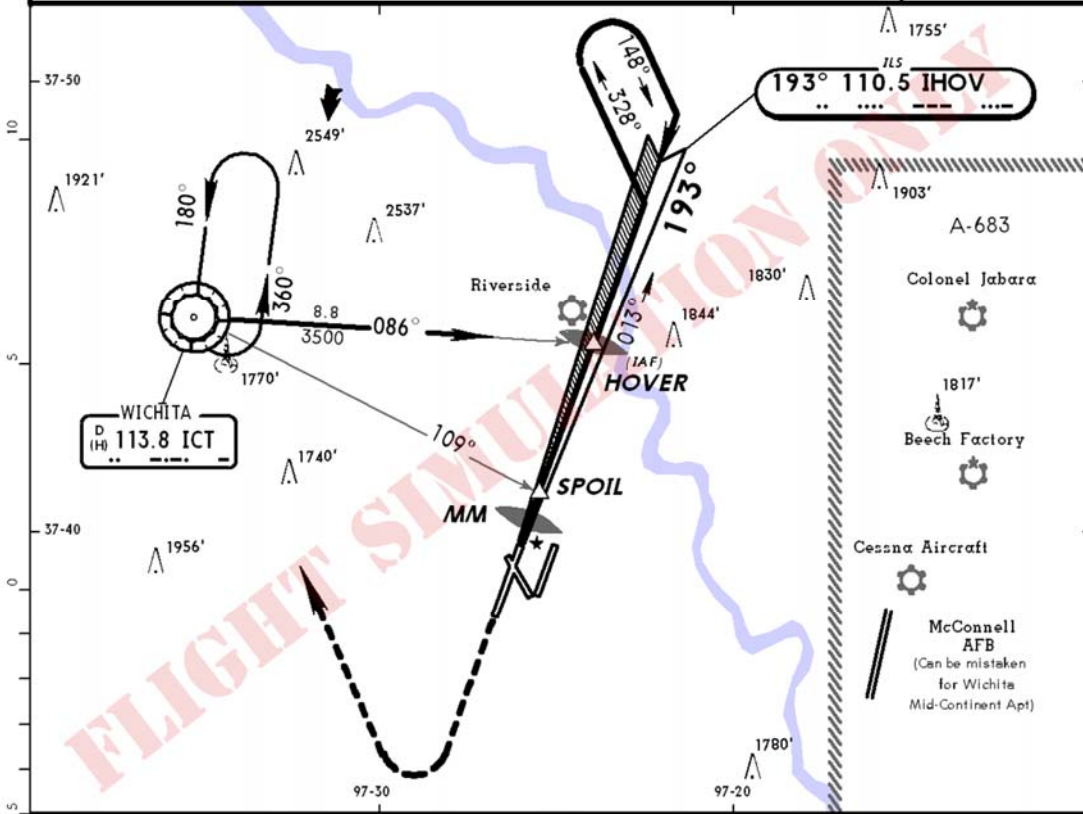 1755'
ILS
193° 110.5 IHOV
.. .... --- ...-
37-50
10
148°
328°
2549'
1921'
2537'
180°
193°
1903'
A-683
Riverside
1830'
Colonel Jabara
360°
8.8
3500
086°
013°
1844'
(IAF)
HOVER
1770'
1817'
WICHITA
D
(H) 113.8 ICT
.. -.-. -
109°
Beech Factory
5
1740'
SPOIL
MM
37-40
1956'
Cessna Aircraft
0
McConnell
AFB
(Can be mistaken
for Wichita
Mid-Continent Apt)
1780'
97-30
97-20
5
FLIGHT SIMULATION ONLY